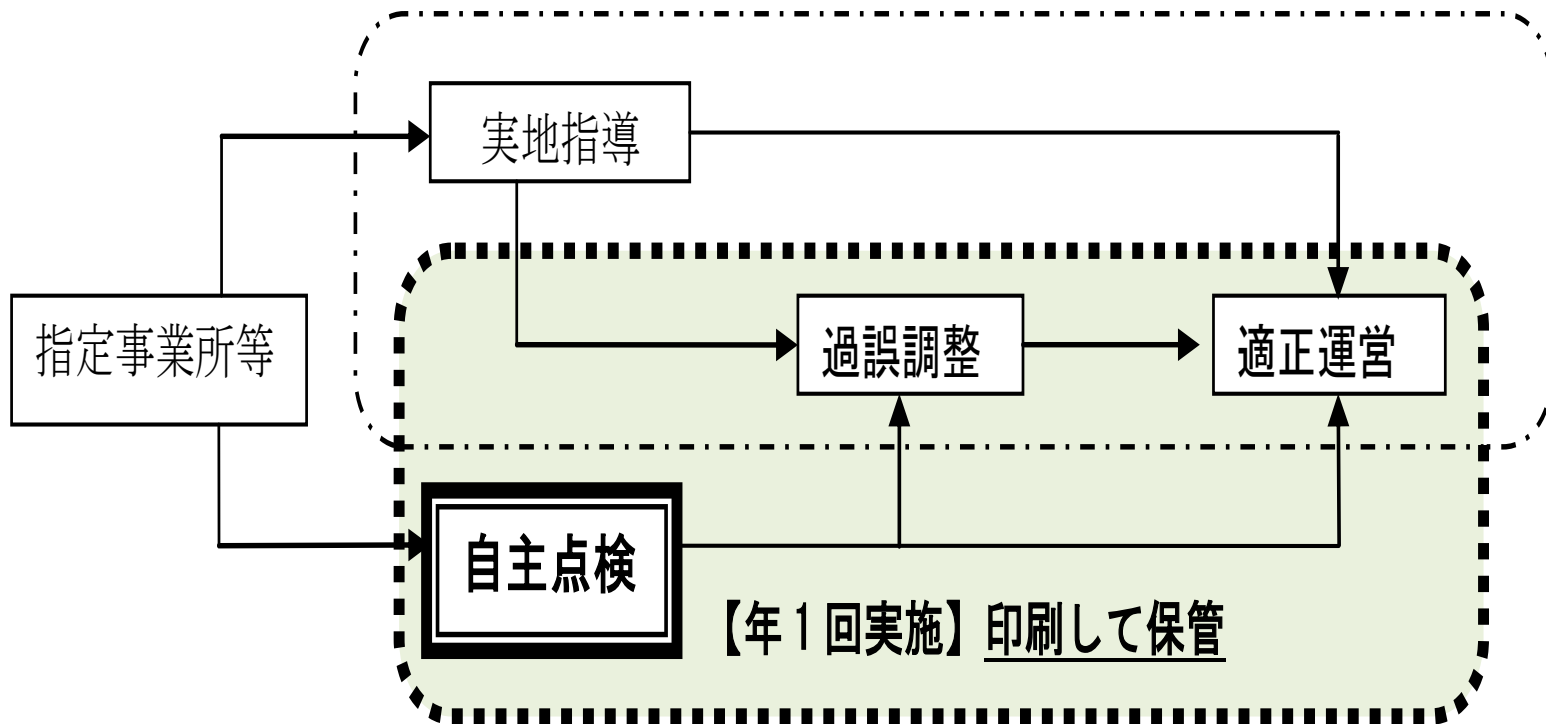 実地指導
指定事業所等
過誤調整
適正運営
自主点検
【年１回実施】印刷して保管